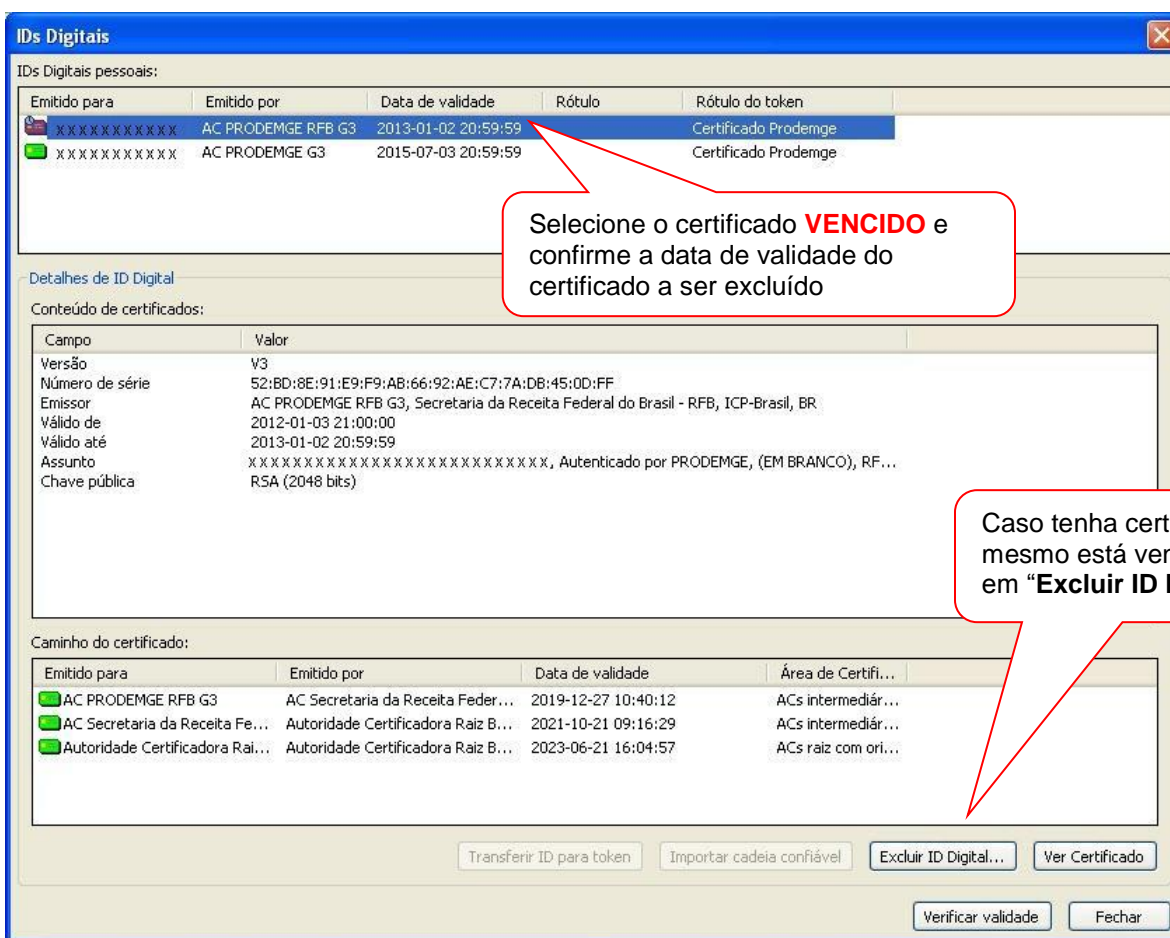 IDs Digitais
IDs Digitais pessoais:
Emitido para Emitido por Data de validade Rótulo Rótulo do token
XXXXXXXXXXX AC PRODEMGE RFB G3 2013-01-02 20:59:59 Certificado Prodemge
XXXXXXXXXXX AC PRODEMGE G3 2015-07-03 20:59:59 Certificado Prodemge
Selecione o certificado VENCIDO e
confirme a data de validade do
certificado a ser excluído
Detalhes de ID Digital
Conteúdo de certificados:
Campo Valor
Versão V3
Número de série 52:BD:8E:91:E9:F9:AB:66:92:AE:C7:7A:DB:45:0D:FF
Emissor AC PRODEMGE RFB G3, Secretaria da Receita Federal do Brasil - RFB, ICP-Brasil, BR
Válido de 2012-01-03 21:00:00
Válido até 2013-01-02 20:59:59
Assunto XXXXXXXXXXXXXXXXXXXXXXXXXXX, Autenticado por PRODEMGE, (EM BRANCO), RF...
Chave pública RSA (2048 bits)
Caso tenha cert
mesmo está ver
em “Excluir ID
Caminho do certificado:
Emitido para Emitido por Data de validade Área de Certifi...
AC PRODEMGE RFB G3 AC Secretaria da Receita Feder... 2019-12-27 10:40:12 ACs intermediár...
AC Secretaria da Receita Fe... Autoridade Certificadora Raiz B... 2021-10-21 09:16:29 ACs intermediár...
Autoridade Certificadora Rai... Autoridade Certificadora Raiz B... 2023-06-21 16:04:57 ACs raiz com ori...
Transferir ID para token Importar cadeia confiável Excluir ID Digital... Ver Certificado
Verificar validade Fechar